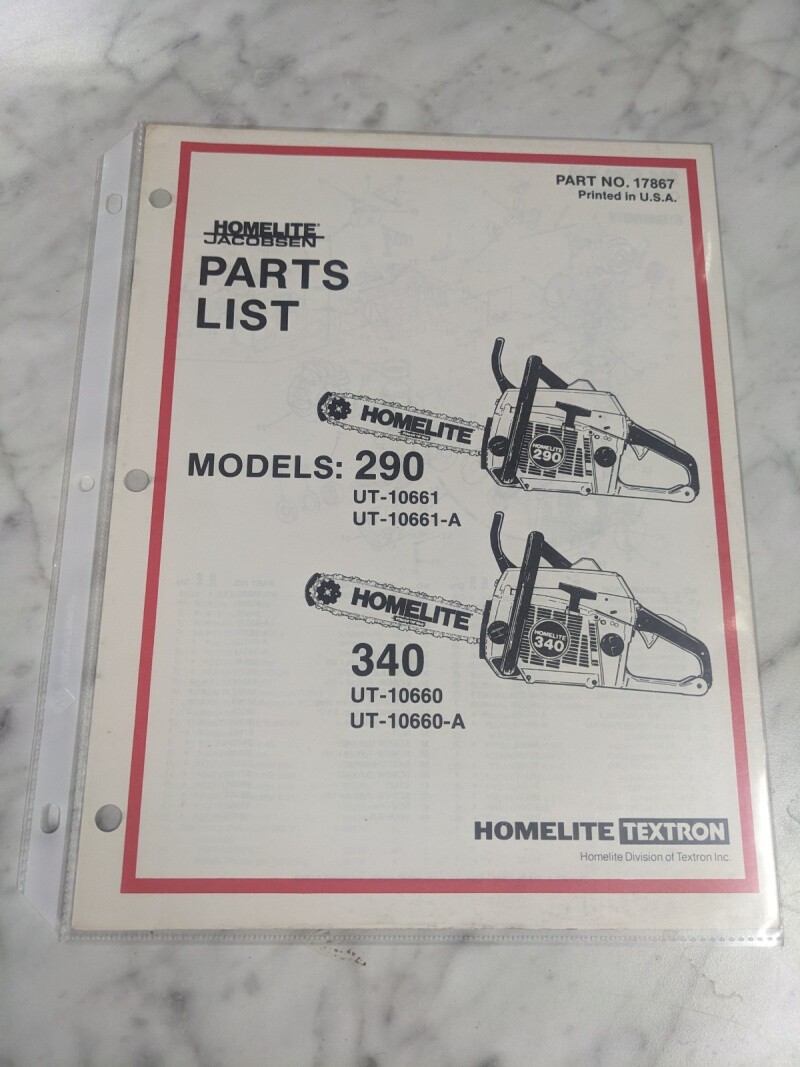 PART NO. 17867
Printed in U.S.A.
HOMELITE®
JACOBSEN
PARTS
LIST
HOMELITE
HOMELITE
290
MODELS: 290
UT-10661
UT-10661-A
HOMELITE
HOMELITE
340
340
UT-10660
UT-10660-A
HOMELITE TEXTRON
Homelite Division of Textron Inc.